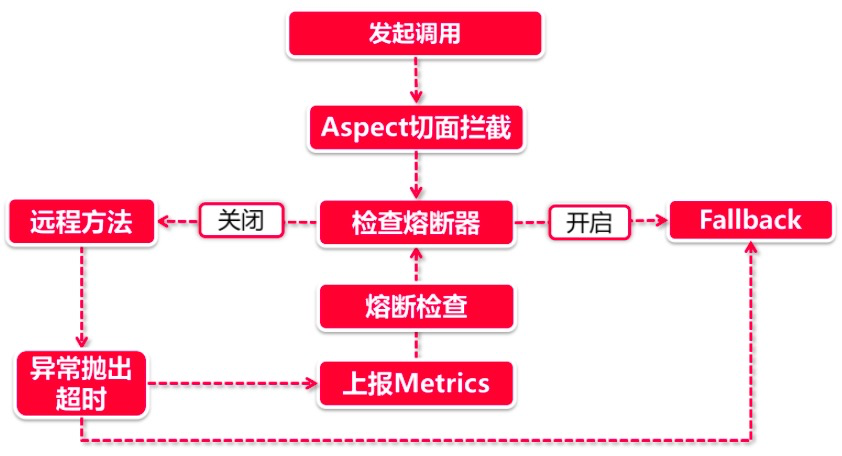 发起调用
Aspect切面拦截
远程方法
关闭
检查熔断器
开启
Fallback
熔断检查
异常抛出
超时
上报Metrics